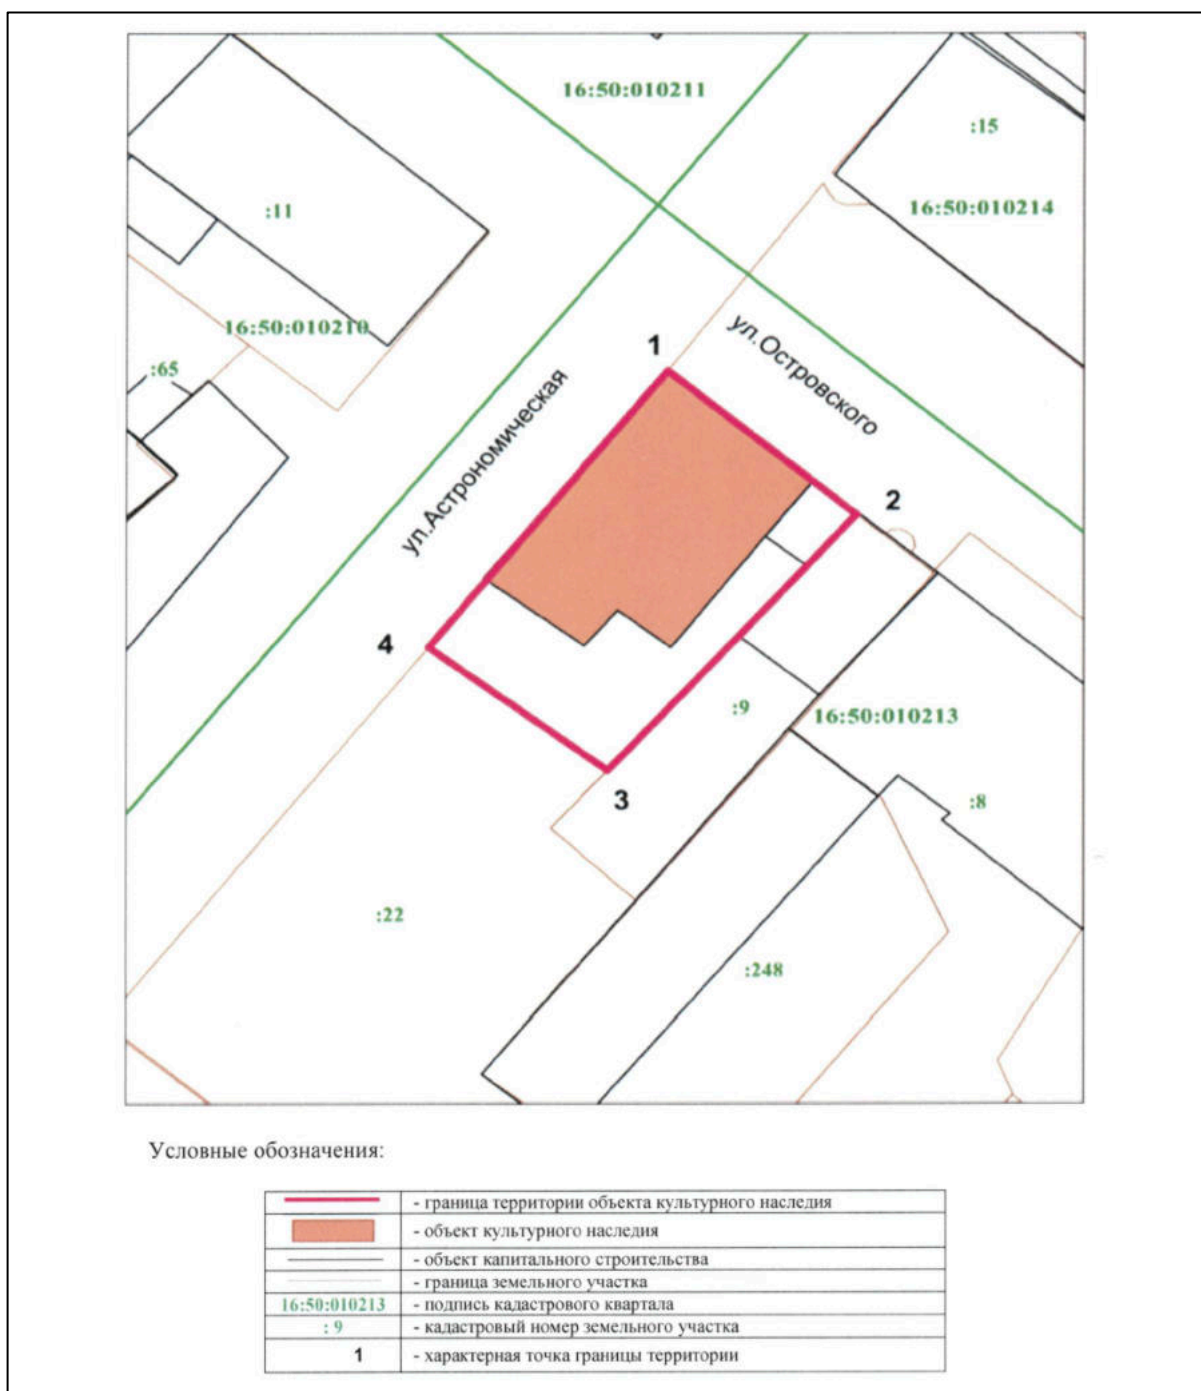 16:50:010211
:15
:11
16:50:010214
16:50:010210
:65
1
ул.Островского
ул.Астрономическая
2
4
:9
16:50:010213
3
:8
:22
:248
Условные обозначения:
- граница территории объекта культурного наследия
- объект культурного наследия
- объект капитального строительства
- граница земельного участка
16:50:010213 - подпись кадастрового квартала
: 9 - кадастровый номер земельного участка
1 - характерная точка границы территории